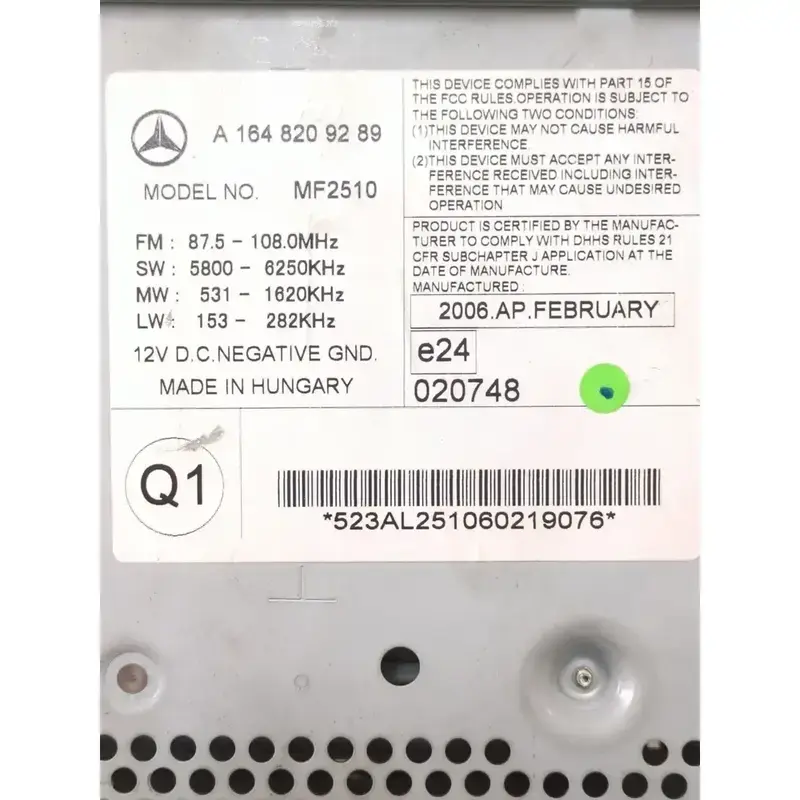 A 164 820 92 89
MODEL NO. MF2510
FM : 87.5 - 108.0MHz
SW : 5800 - 6250KHz
MW : 531 - 1620KHz
LW : 153 - 282KHz
12V D.C.NEGATIVE GND.
MADE IN HUNGARY
THIS DEVICE COMPLIES WITH PART 15 OF
THE FCC RULES.OPERATION IS SUBJECT TO
THE FOLLOWING TWO CONDITIONS:
(1)THIS DEVICE MAY NOT CAUSE HARMFUL
INTERFERENCE.
(2)THIS DEVICE MUST ACCEPT ANY INTER-
FERENCE RECEIVED INCLUDING INTER-
FERENCE THAT MAY CAUSE UNDESIRED
OPERATION
PRODUCT IS CERTIFIED BY THE MANUFAC-
TURER TO COMPLY WITH DHHS RULES 21
CFR SUBCHAPTER J APPLICATION AT THE
DATE OF MANUFACTURE.
MANUFACTURED :
2006.AP.FEBRUARY
e24
020748
Q1
*523AL251060219076*